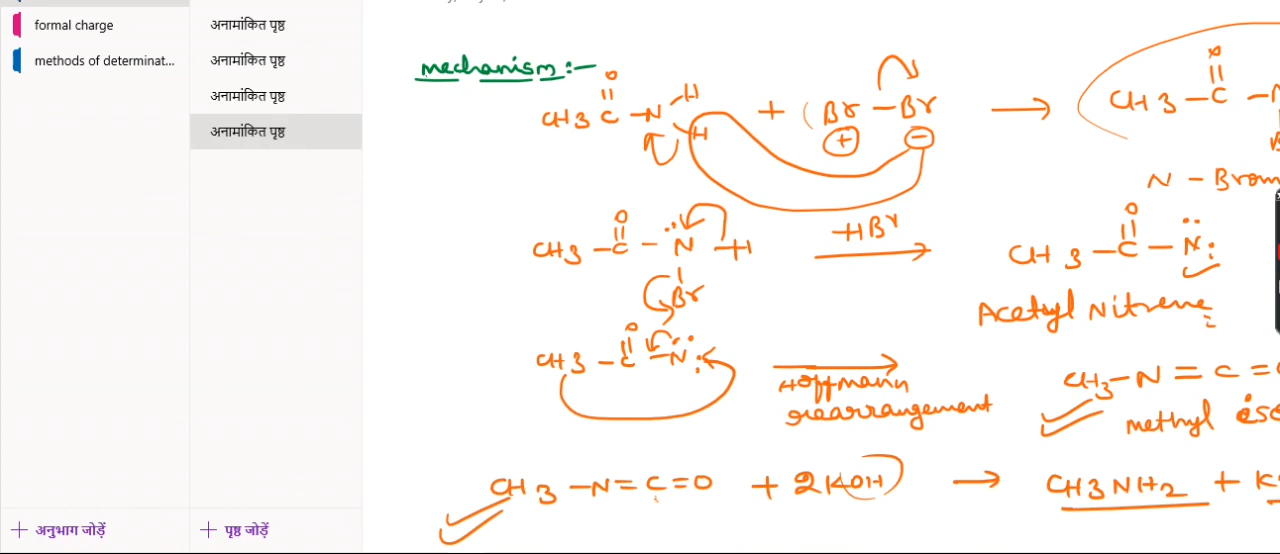 formal charge
methods of determinat...
अनामांकित पृष्ठ
अनामांकित पृष्ठ
अनामांकित पृष्ठ
अनामांकित पृष्ठ
+ अनुभाग जोड़ें
+ पृष्ठ जोड़ें
mechanism:-
O O
|| ||
CH3 C -N -H -H + (Br -Br → CH3 -C -N
+ -
N - Brom
O O
|| ||
CH3 -C - N̈ -H -HBr → CH3 -C - N̈:
Br
Acetyl Nitrene
O
||
CH3 -C -N̈: → CH3-N=C=O
Hoffmann
rearrangement
methyl iso
CH3 -N=C=O + 2KOH → CH3NH2 + K